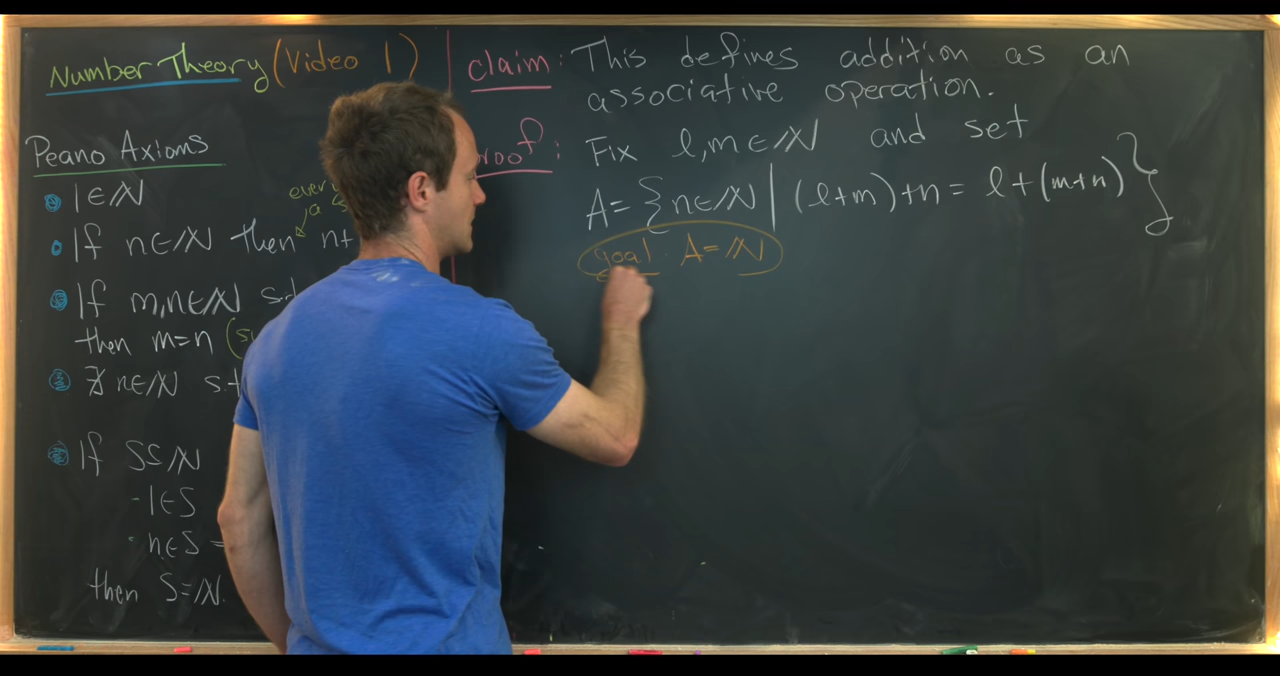 Number Theory (Video 1)
Peano Axioms
1∈ℕ
If n∈ℕ then n+
a
If m,n∈ℕ
then m=n
∄ n∈ℕ s.t
If S⊆ℕ
-1∈S
·n∈S
then S=ℕ.
claim: This defines addition as an
associative operation.
: Fix l,m∈ℕ and set
A={n∈ℕ | (l+m)+n = l+(m+n)}
goal: A=ℕ